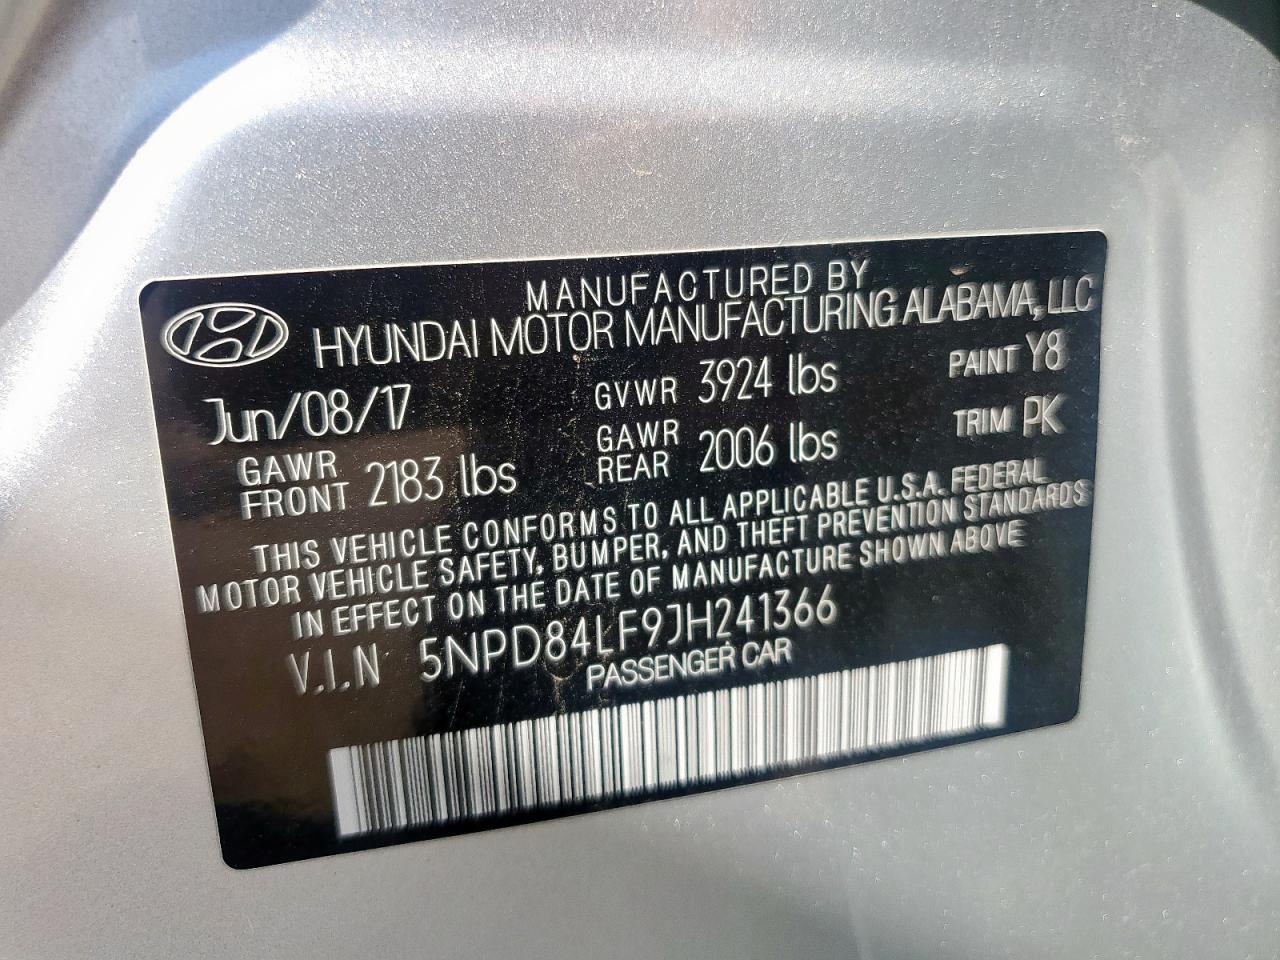 MANUFACTURED BY
HYUNDAI MOTOR MANUFACTURING ALABAMA, LLC
Jun/08/17 GVWR 3924 lbs PAINT Y8
GAWR FRONT 2183 lbs GAWR REAR 2006 lbs TRIM PK
THIS VEHICLE CONFORMS TO ALL APPLICABLE U.S.A. FEDERAL
MOTOR VEHICLE SAFETY, BUMPER, AND THEFT PREVENTION STANDARDS
IN EFFECT ON THE DATE OF MANUFACTURE SHOWN ABOVE
V.I.N 5NPD84LF9JH241366
PASSENGER CAR